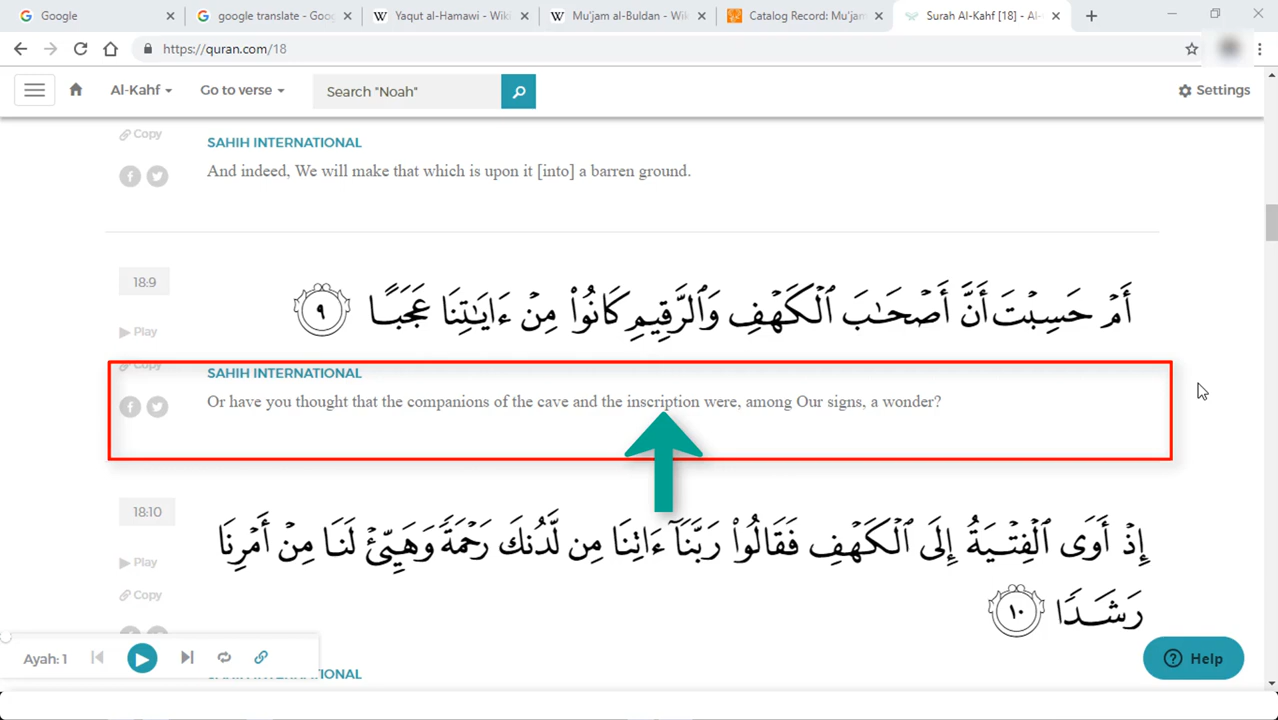 Google
google translate - Goog
Yaqut al-Hamawi - Wiki
Mu'jam al-Buldan - Wik
Catalog Record: Mu'jam
Surah Al-Kahf [18] - Al-
https://quran.com/18
Al-Kahf
Go to verse
Search "Noah"
Settings
Copy
SAHIH INTERNATIONAL
And indeed, We will make that which is upon it [into] a barren ground.
18:9
أَمْ حَسِبْتَ أَنَّ أَصْحَـٰبَ ٱلْكَهْفِ وَٱلرَّقِيمِ كَانُوا۟ مِنْ ءَايَـٰتِنَا عَجَبًا ٩
Play
Copy
SAHIH INTERNATIONAL
Or have you thought that the companions of the cave and the inscription were, among Our signs, a wonder?
18:10
إِذْ أَوَى ٱلْفِتْيَةُ إِلَى ٱلْكَهْفِ فَقَالُوا۟ رَبَّنَآ ءَاتِنَا مِن لَّدُنكَ رَحْمَةً وَهَيِّئْ لَنَا مِنْ أَمْرِنَا
Play
Copy
رَشَدًا ١٠
Ayah: 1
Help
INTERNATIONAL